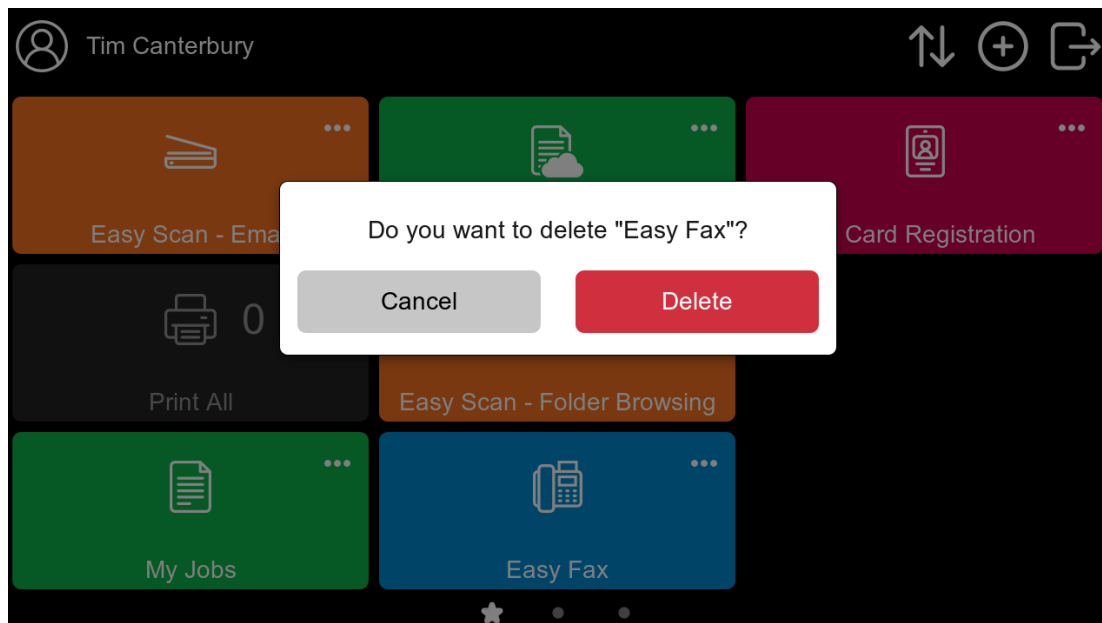 Tim Canterbury
Easy Scan - Ema
Card Registration
Do you want to delete "Easy Fax"?
Cancel
Delete
0
Print All
Easy Scan - Folder Browsing
My Jobs
Easy Fax